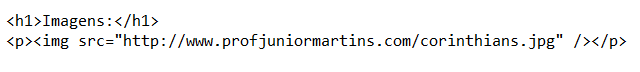 <h1>Imagens:</h1>
<p><img src="http://www.profjuniormartins.com/corinthians.jpg" /></p>